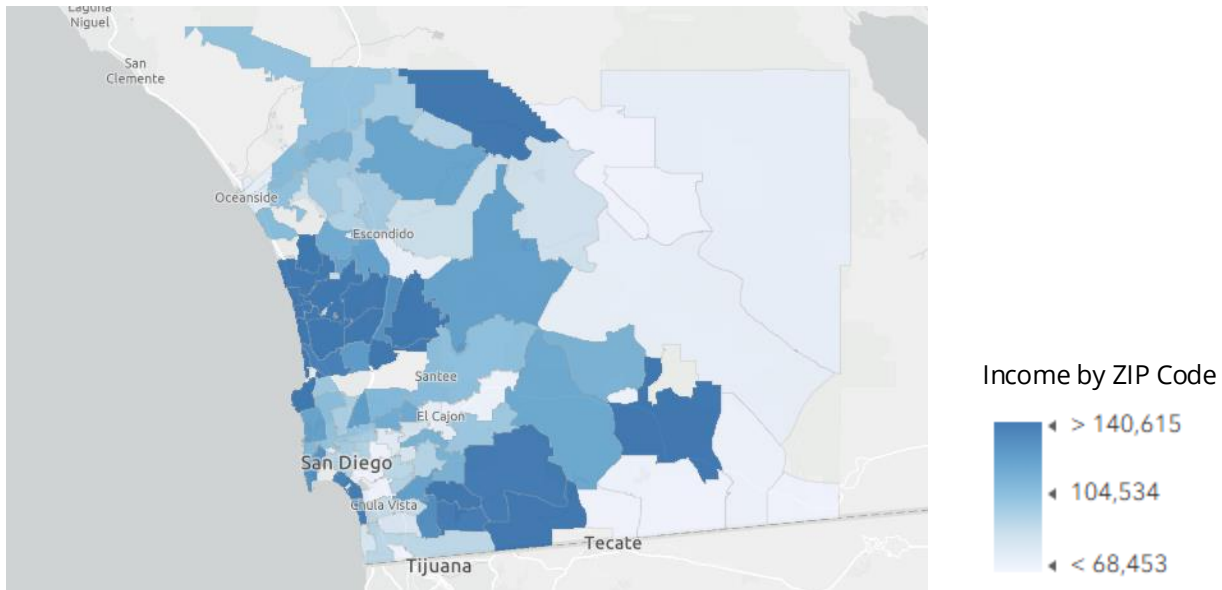 Laguna
Niguel
San
Clemente
Oceanside
Escondido
Santee
El Cajon
San Diego
Chula Vista
Tecate
Tijuana
Income by ZIP Code
> 140,615
104,534
< 68,453